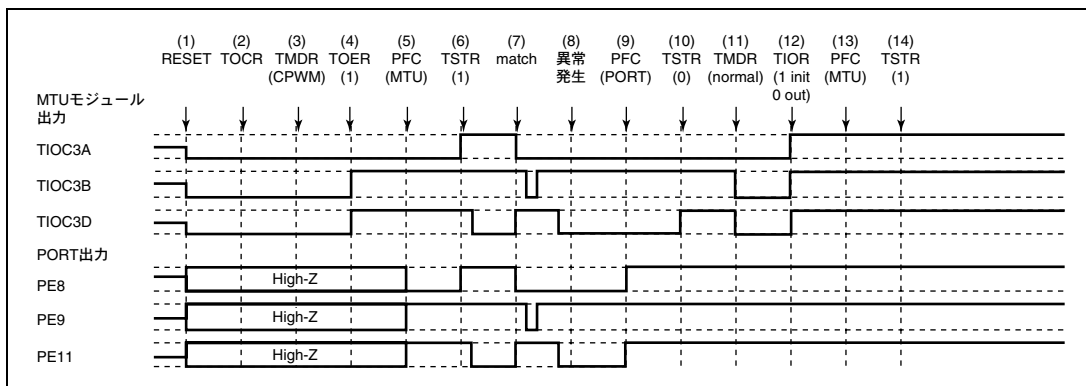 (1) (2) (3) (4) (5) (6) (7) (8) (9) (10) (11) (12) (13) (14)
RESET TOCR TMDR TOER PFC TSTR match 異常 PFC TSTR TMDR TIOR PFC TSTR
(CPWM) (1) (MTU) (1) 発生 (PORT) (0) (normal) (1 init (MTU) (1)
0 out)
MTUモジュール
出力
TIOC3A
TIOC3B
TIOC3D
PORT出力
PE8 High-Z
PE9 High-Z
PE11 High-Z